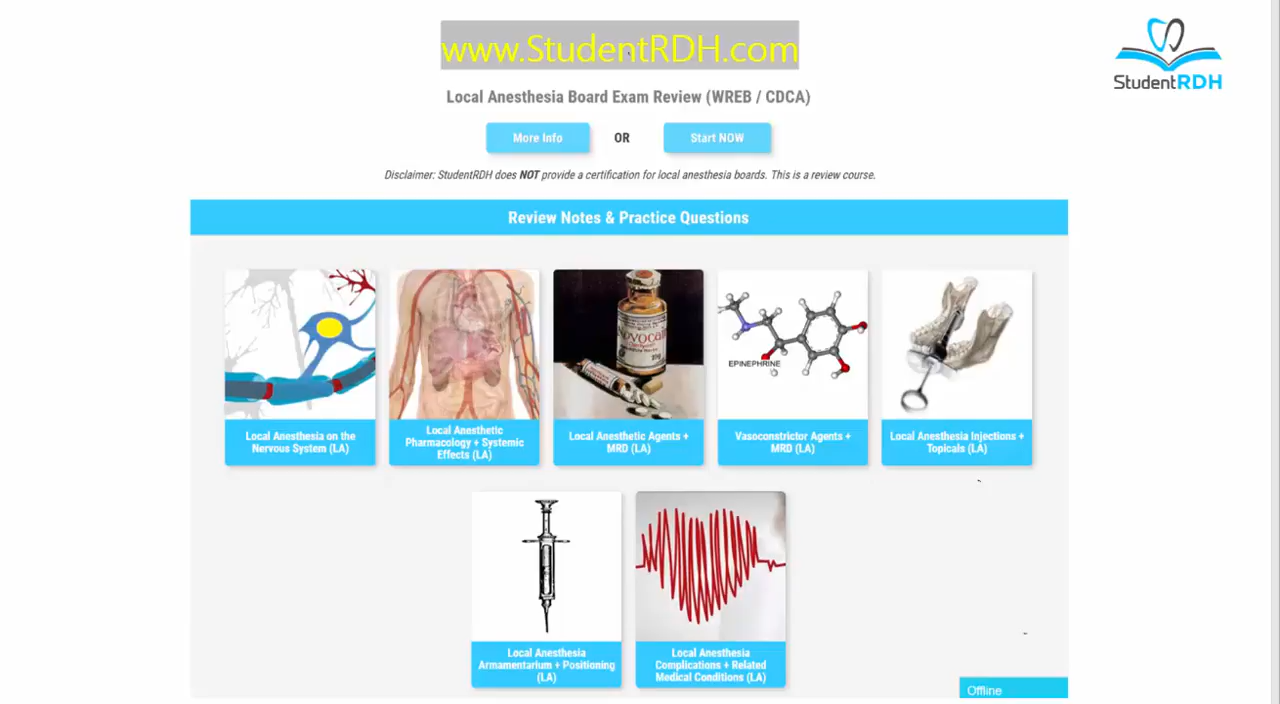 www.StudentRDH.com
StudentRDH
Local Anesthesia Board Exam Review (WREB / CDCA)
More Info
OR
Start NOW
Disclaimer: StudentRDH does NOT provide a certification for local anesthesia boards. This is a review course.
Review Notes & Practice Questions
EPINEPHRINE
Local Anesthesia on the
Nervous System (LA)
Local Anesthetic
Pharmacology + Systemic
Effects (LA)
Local Anesthetic Agents +
MRD (LA)
Vasoconstrictor Agents +
MRD (LA)
Local Anesthesia Injections +
Topicals (LA)
Local Anesthesia
Armamentarium + Positioning
(LA)
Local Anesthesia
Complications + Related
Medical Conditions (LA)
Offline